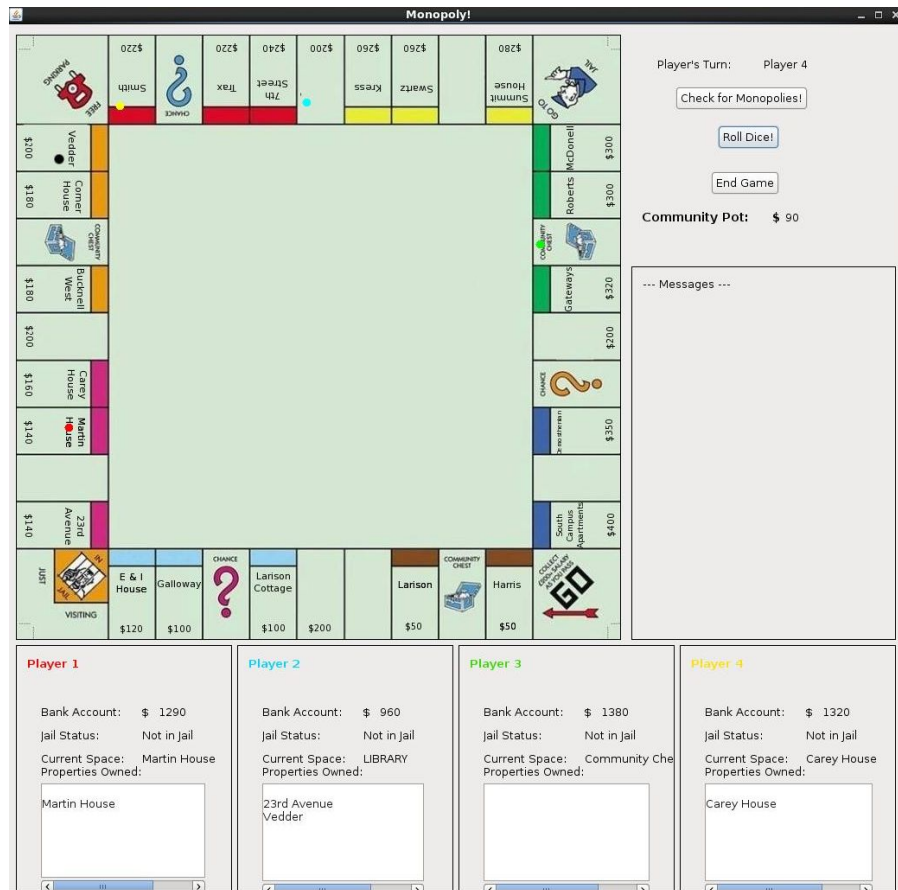 Monopoly!
FREE
PARKING
$220
Smith
CHANCE
$220
Trax
$240
7th
Street
$200
$260
Kress
$260
Swartz
$280
Summit
House
GO TO
JAIL
$200
Vedder
$180
Corner
House
COMMUNITY
CHEST
$180
Bucknell
West
$200
$160
Carey
House
$140
Martin
House
$140
23rd
Avenue
McDonell
$300
Roberts
$300
COMMUNITY
CHEST
Gateways
$320
$200
CHANCE
$350
South
Campus
Apartments
$400
JUST
IN
JAIL
VISITING
E & I
House
$120
Galloway
$100
CHANCE
Larison
Cottage
$100
$200
Larison
$50
COMMUNITY
CHEST
Harris
$50
COLLECT
£200 SALARY
AS YOU PASS
GO
Player's Turn: Player 4
Check for Monopolies!
Roll Dice!
End Game
Community Pot: $ 90
--- Messages ---
Player 1
Bank Account: $ 1290
Jail Status: Not in Jail
Current Space: Martin House
Properties Owned:
Martin House
Player 2
Bank Account: $ 960
Jail Status: Not in Jail
Current Space: LIBRARY
Properties Owned:
23rd Avenue
Vedder
Player 3
Bank Account: $ 1380
Jail Status: Not in Jail
Current Space: Community Che
Properties Owned:
Player 4
Bank Account: $ 1320
Jail Status: Not in Jail
Current Space: Carey House
Properties Owned:
Carey House